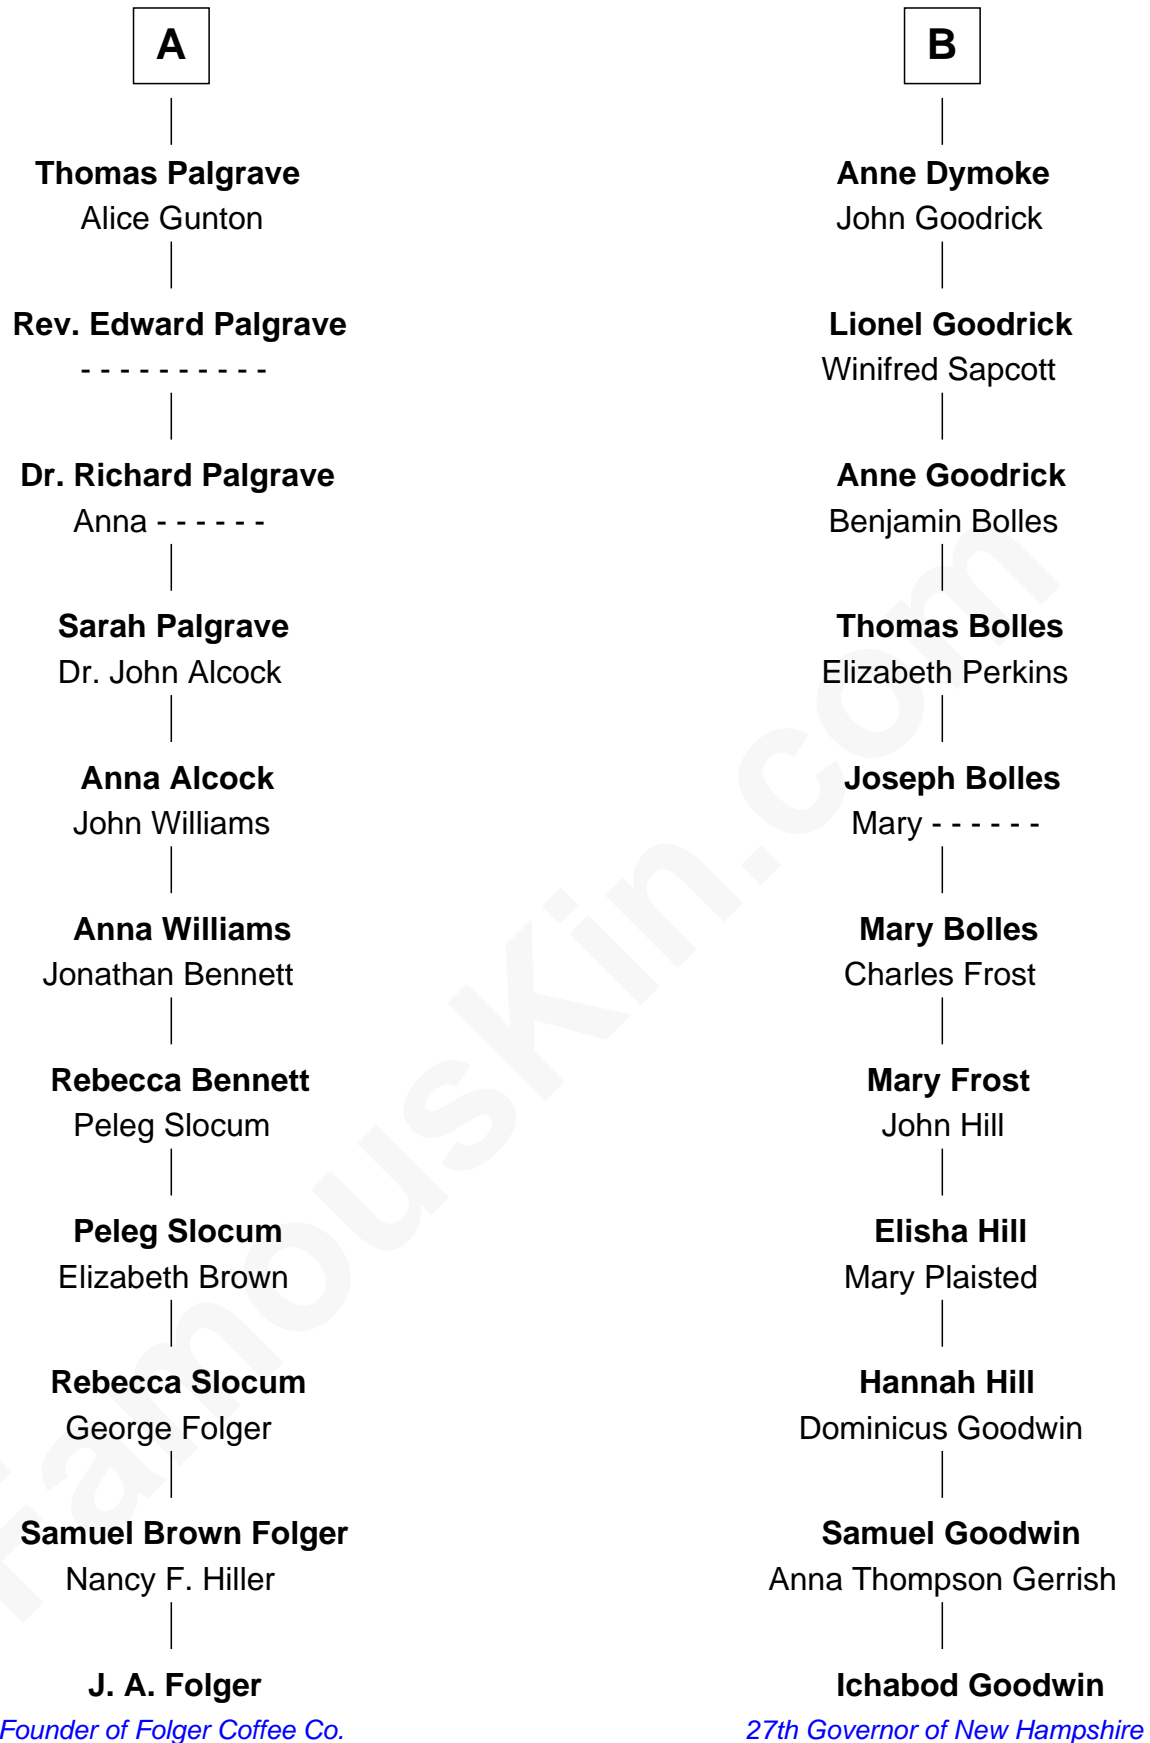 A
Thomas Palgrave
Alice Gunton
Rev. Edward Palgrave
- - - - - - - - - -
Dr. Richard Palgrave
Anna - - - - - -
Sarah Palgrave
Dr. John Alcock
Anna Alcock
John Williams
Anna Williams
Jonathan Bennett
Rebecca Bennett
Peleg Slocum
Peleg Slocum
Elizabeth Brown
Rebecca Slocum
George Folger
Samuel Brown Folger
Nancy F. Hiller
J. A. Folger
Founder of Folger Coffee Co.
B
Anne Dymoke
John Goodrick
Lionel Goodrick
Winifred Sapcott
Anne Goodrick
Benjamin Bolles
Thomas Bolles
Elizabeth Perkins
Joseph Bolles
Mary - - - - - -
Mary Bolles
Charles Frost
Mary Frost
John Hill
Elisha Hill
Mary Plaisted
Hannah Hill
Dominicus Goodwin
Samuel Goodwin
Anna Thompson Gerrish
Ichabod Goodwin
27th Governor of New Hampshire
FamousKin.com